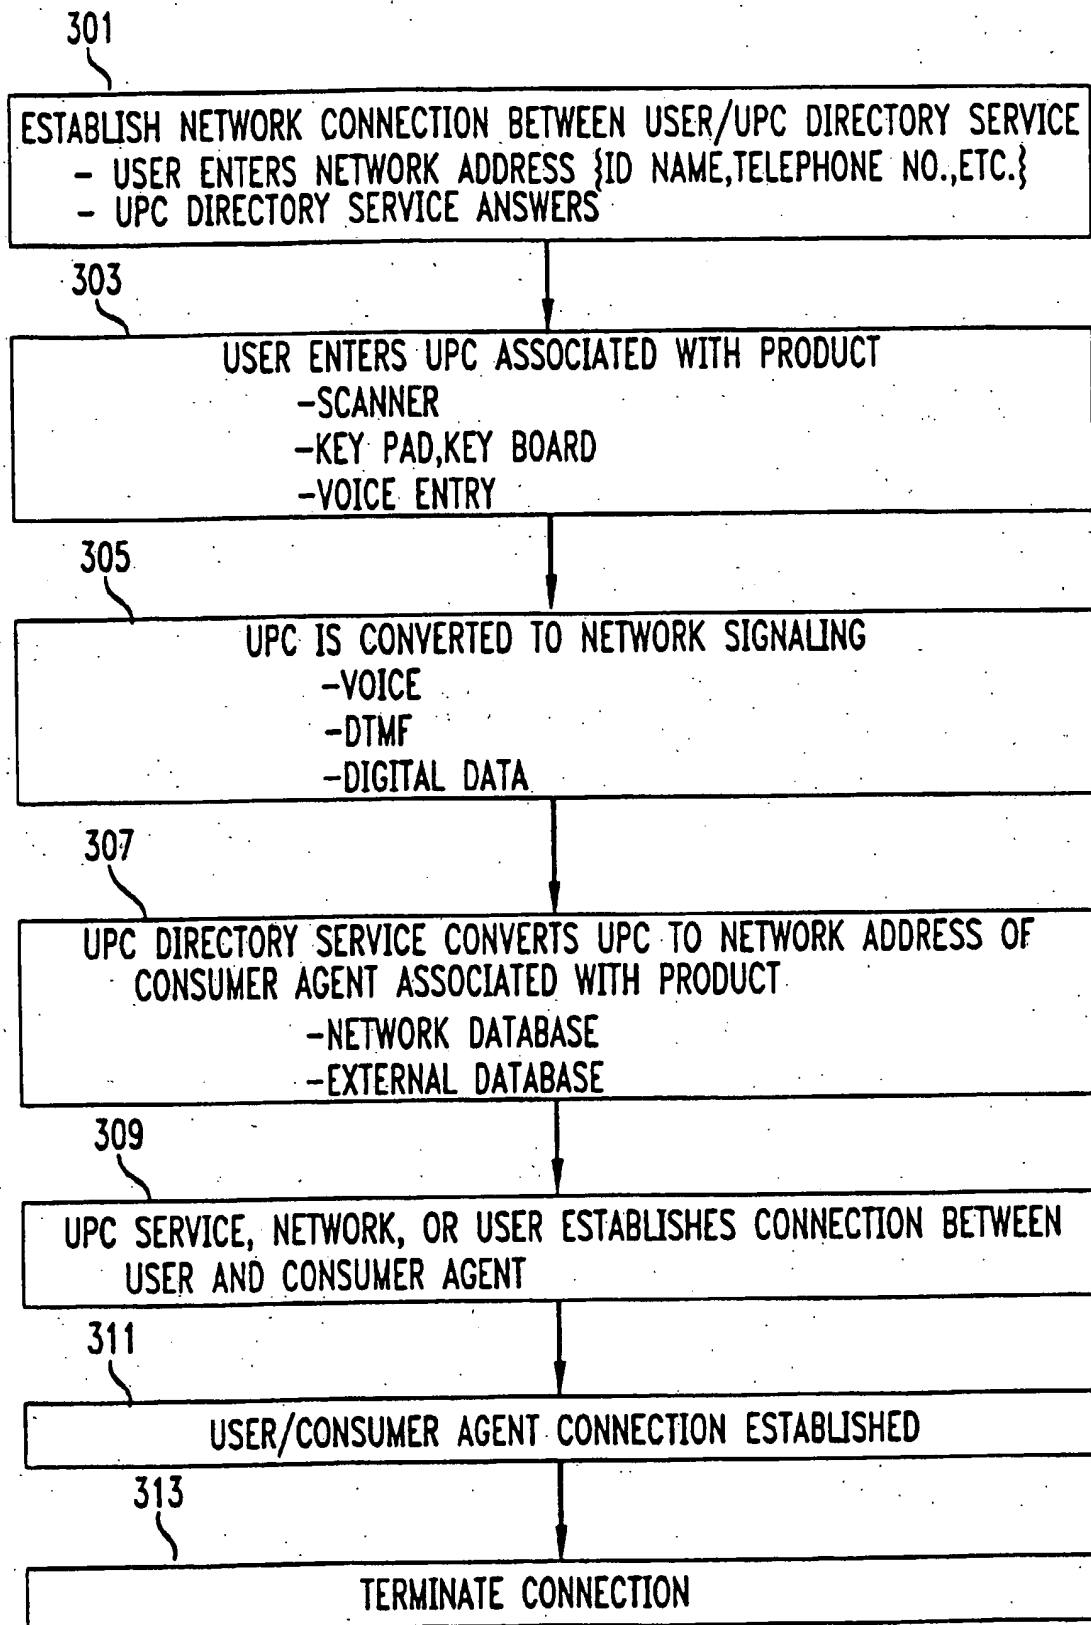 301
ESTABLISH NETWORK CONNECTION BETWEEN USER/UPC DIRECTORY SERVICE
- USER ENTERS NETWORK ADDRESS {ID NAME,TELEPHONE NO.,ETC.}
- UPC DIRECTORY SERVICE ANSWERS
303
USER ENTERS UPC ASSOCIATED WITH PRODUCT
-SCANNER
-KEY PAD,KEY BOARD
-VOICE ENTRY
305
UPC IS CONVERTED TO NETWORK SIGNALING
-VOICE
-DTMF
-DIGITAL DATA
307
UPC DIRECTORY SERVICE CONVERTS UPC TO NETWORK ADDRESS OF
CONSUMER AGENT ASSOCIATED WITH PRODUCT
-NETWORK DATABASE
-EXTERNAL DATABASE
309
UPC SERVICE, NETWORK, OR USER ESTABLISHES CONNECTION BETWEEN
USER AND CONSUMER AGENT
311
USER/CONSUMER AGENT CONNECTION ESTABLISHED
313
TERMINATE CONNECTION